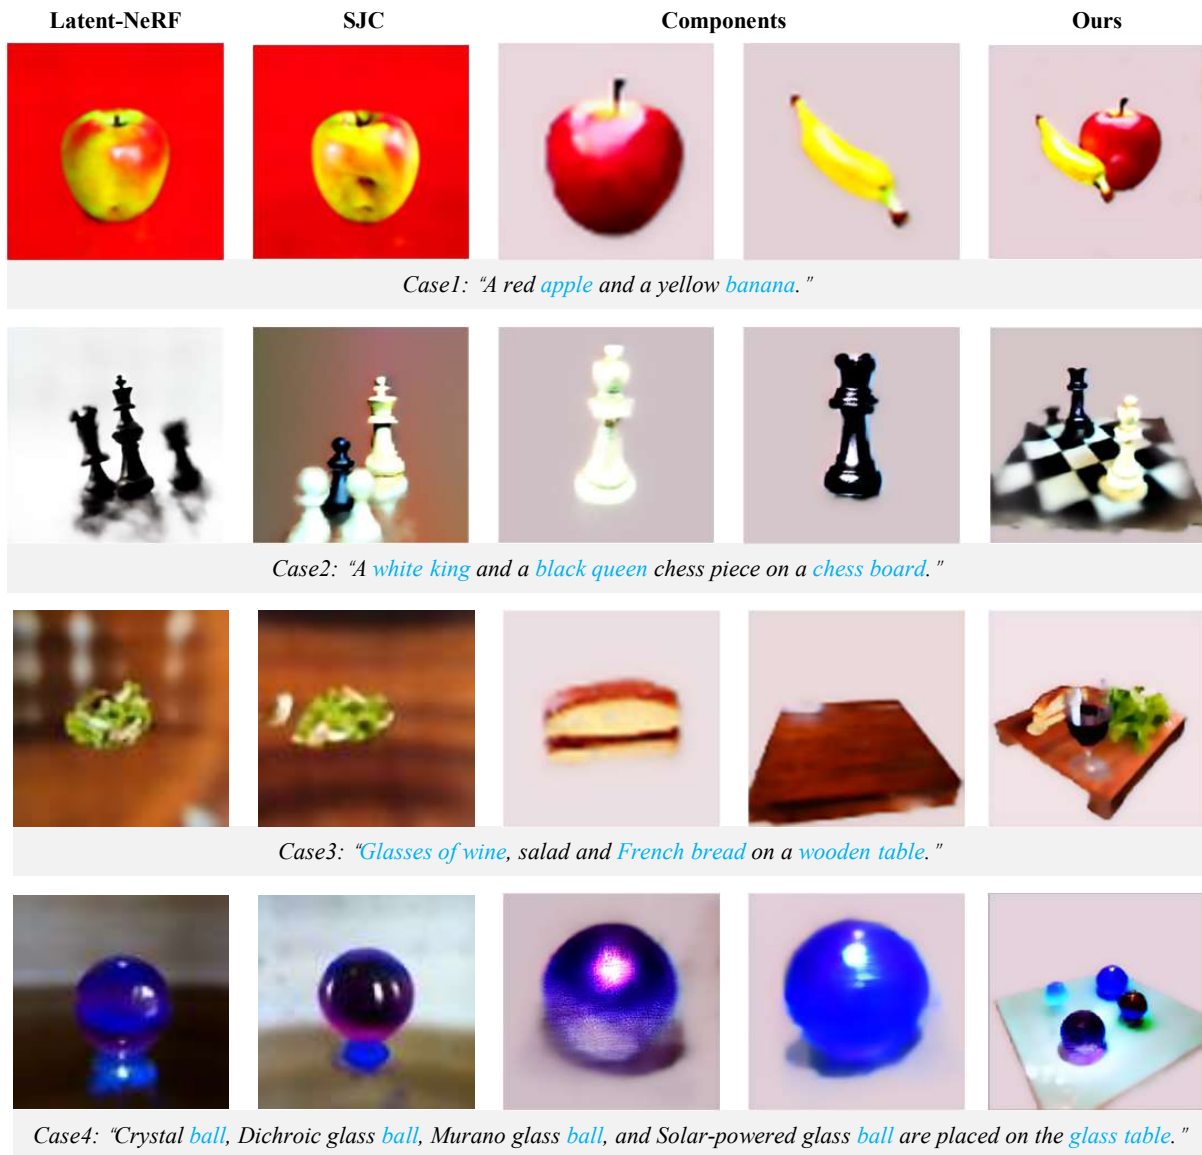 Latent-NeRF SJC Components Ours
Case1: “A red apple and a yellow banana.”
Case2: “A white king and a black queen chess piece on a chess board.”
Case3: “Glasses of wine, salad and French bread on a wooden table.”
Case4: “Crystal ball, Dichroic glass ball, Murano glass ball, and Solar-powered glass ball are placed on the glass table.”